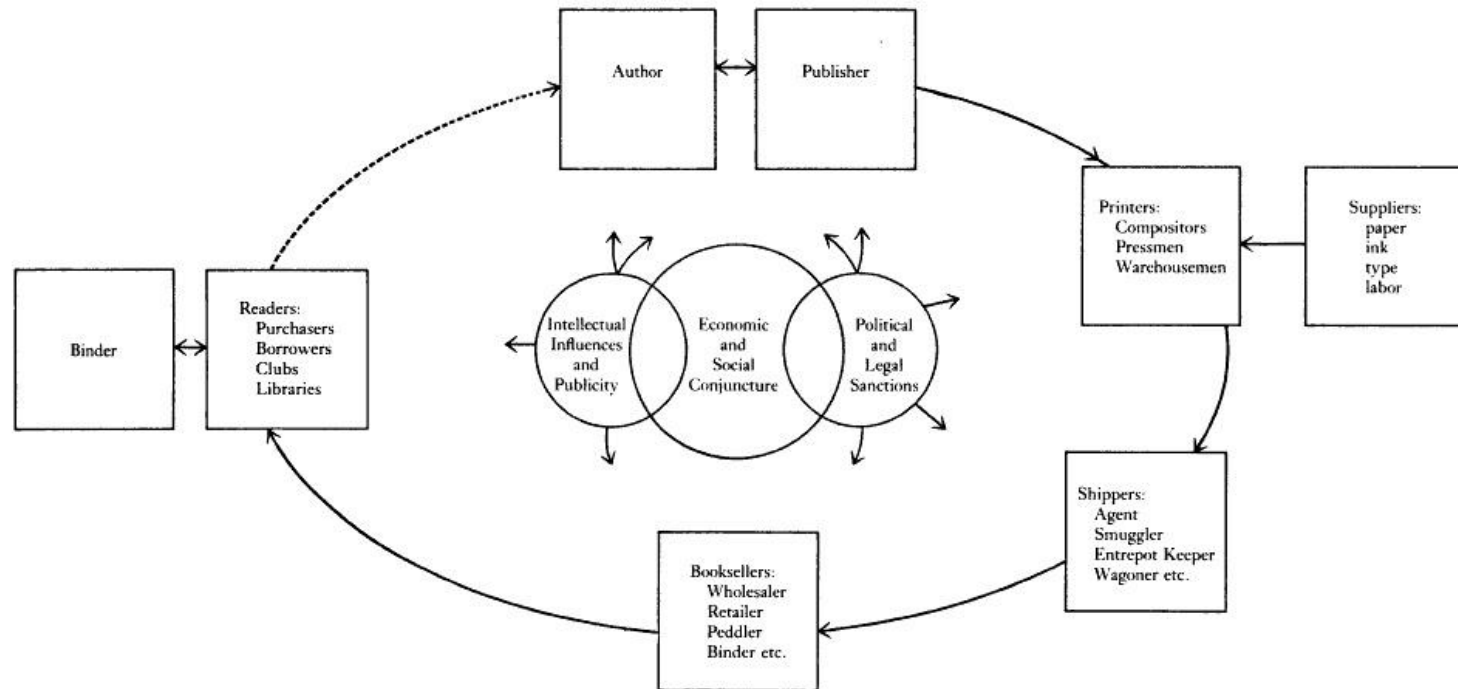 Author
Publisher
Printers:
Compositors
Pressmen
Warehousemen
Suppliers:
paper
ink
type
labor
Binder
Readers:
Purchasers
Borrowers
Clubs
Libraries
Intellectual
Influences
and
Publicity
Economic
and
Social
Conjuncture
Political
and
Legal
Sanctions
Shippers:
Agent
Smuggler
Entrepot Keeper
Wagoner etc.
Booksellers:
Wholesaler
Retailer
Peddler
Binder etc.